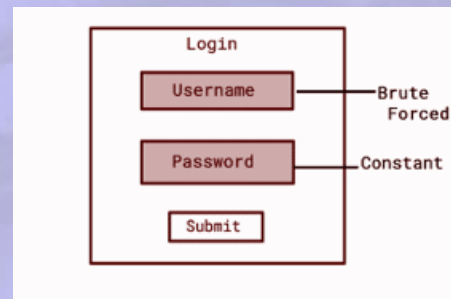 Login
Username
Brute
Forced
Password
Constant
Submit